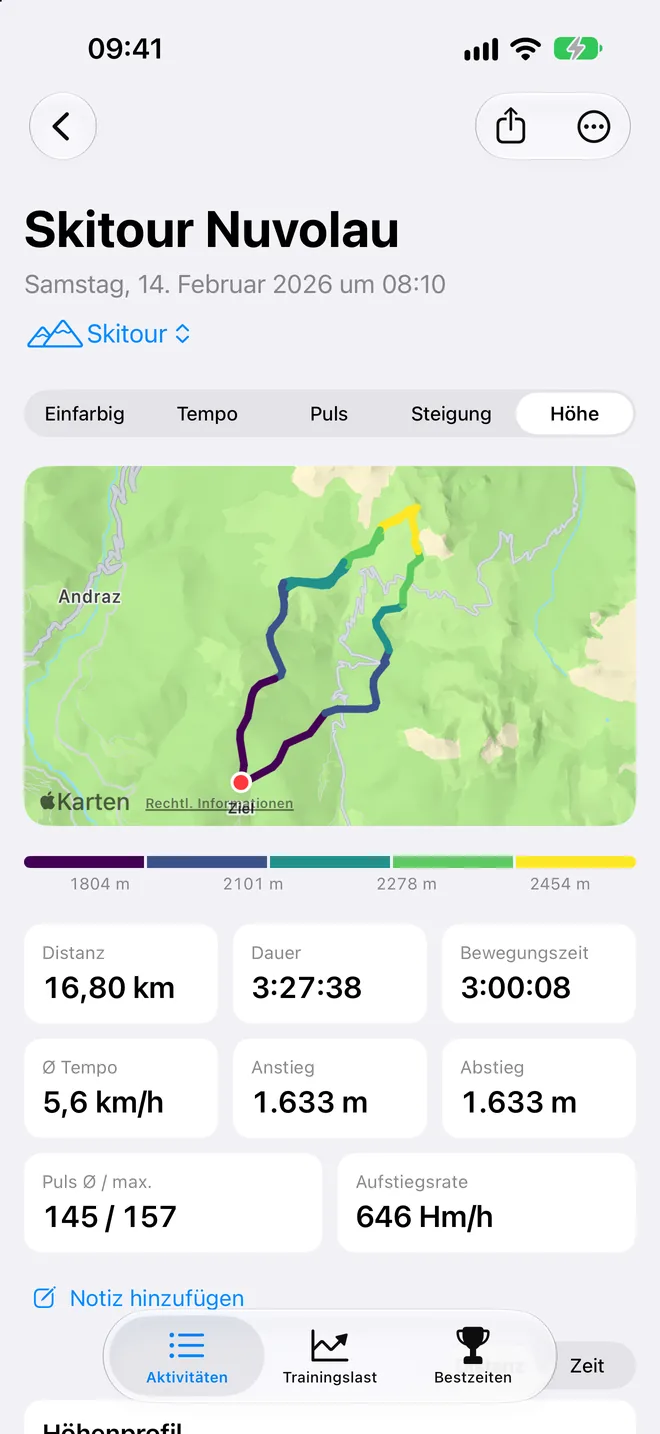 09:41
Skitour Nuvolau
Samstag, 14. Februar 2026 um 08:10
Skitour
Einfarbig Tempo Puls Steigung Höhe
Andraz
Karten Rechtl. Informationen
Ziel
1804 m 2101 m 2278 m 2454 m
Distanz Dauer Bewegungszeit
16,80 km 3:27:38 3:00:08
Ø Tempo Anstieg Abstieg
5,6 km/h 1.633 m 1.633 m
Puls Ø / max. Aufstiegsrate
145 / 157 646 Hm/h
Notiz hinzufügen
Zeit
Aktivitäten Trainingslast Bestzeiten
Höhenprofil